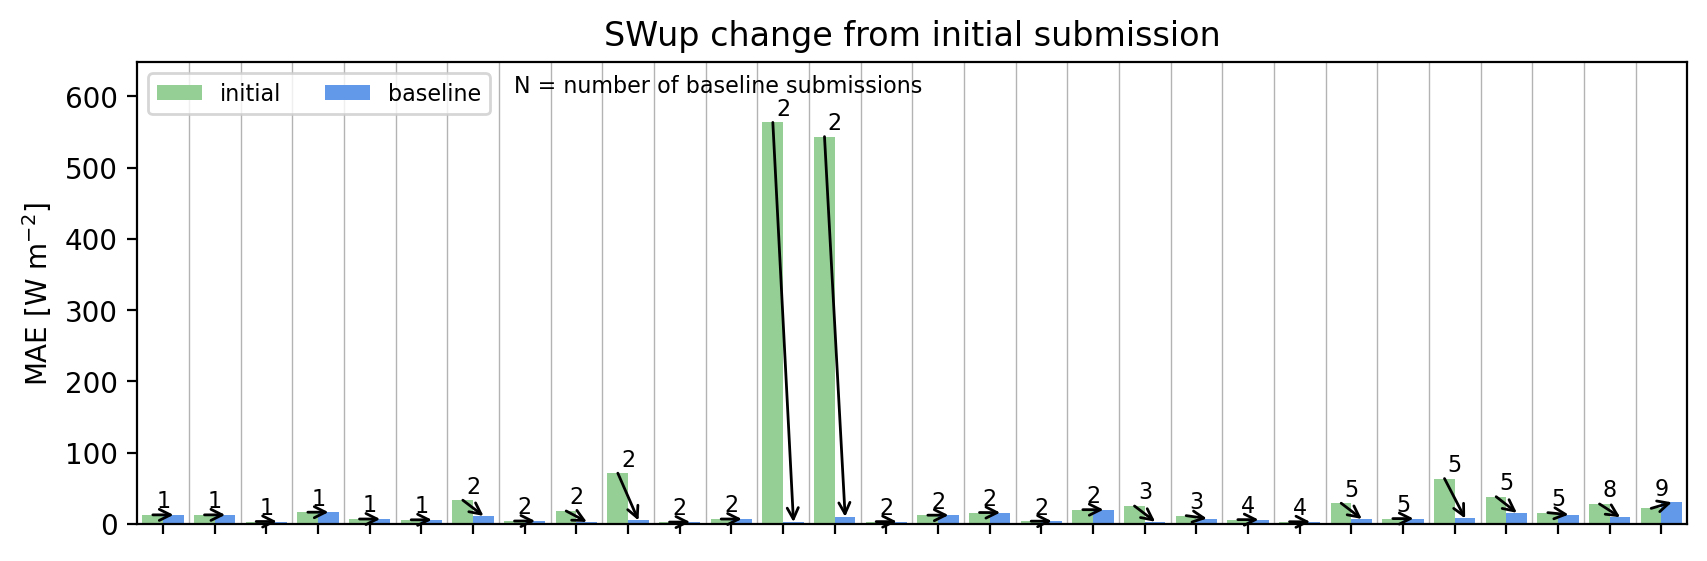 SWup change from initial submission
initial baseline N = number of baseline submissions
MAE [W m⁻²]
600
500
400
300
200
100
0
1 1 1 1 1 1 2 2 2 2 2 2 2 2 2 2 2 2 2 3 3 4 4 5 5 5 5 5 8 9